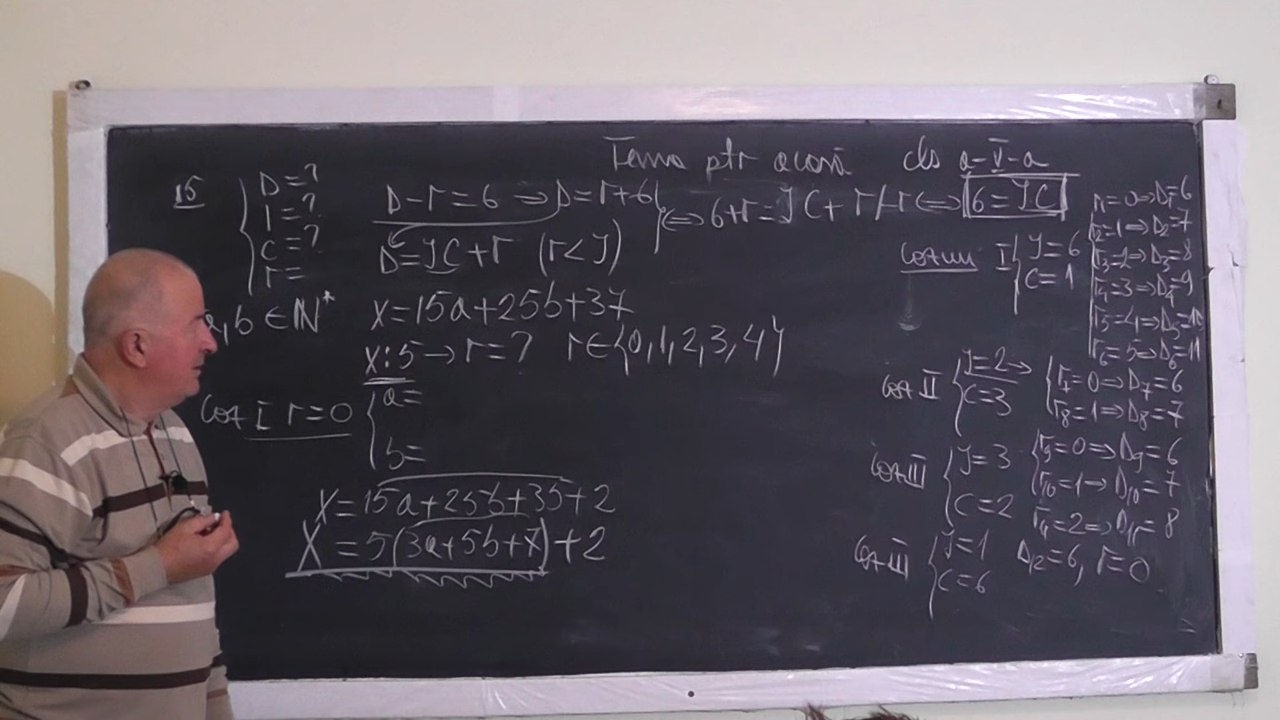 Tema ptr acasă cls a-V-a
15
D=?
Î=?
C=?
r=
D-r=6 ⇒ D=r+6
D=ÎC+r (r<Î)
⇔ 6+r=ÎC+r /-r ⇔ 6=ÎC
a,b ∈ ℕ*
x=15a+25b+37
x:5 → r=? r∈{0,1,2,3,4}
Caz I r=0
a=
b=
x=15a+25b+35+2
X=5(3a+5b+7)+2
I
Î=6
C=1
r=0⇒D1=6
r2=1⇒D2=7
r3=2⇒D3=8
r4=3⇒D4=9
r5=4⇒D5=10
r6=5⇒D6=11
Caz II
Î=2→
C=3
r7=0⇒D7=6
r8=1⇒D8=7
Caz III
Î=3
C=2
r9=0⇒D9=6
r10=1→D10=7
r11=2⇒D11=8
Caz III
Î=1
C=6
D12=6, r=0